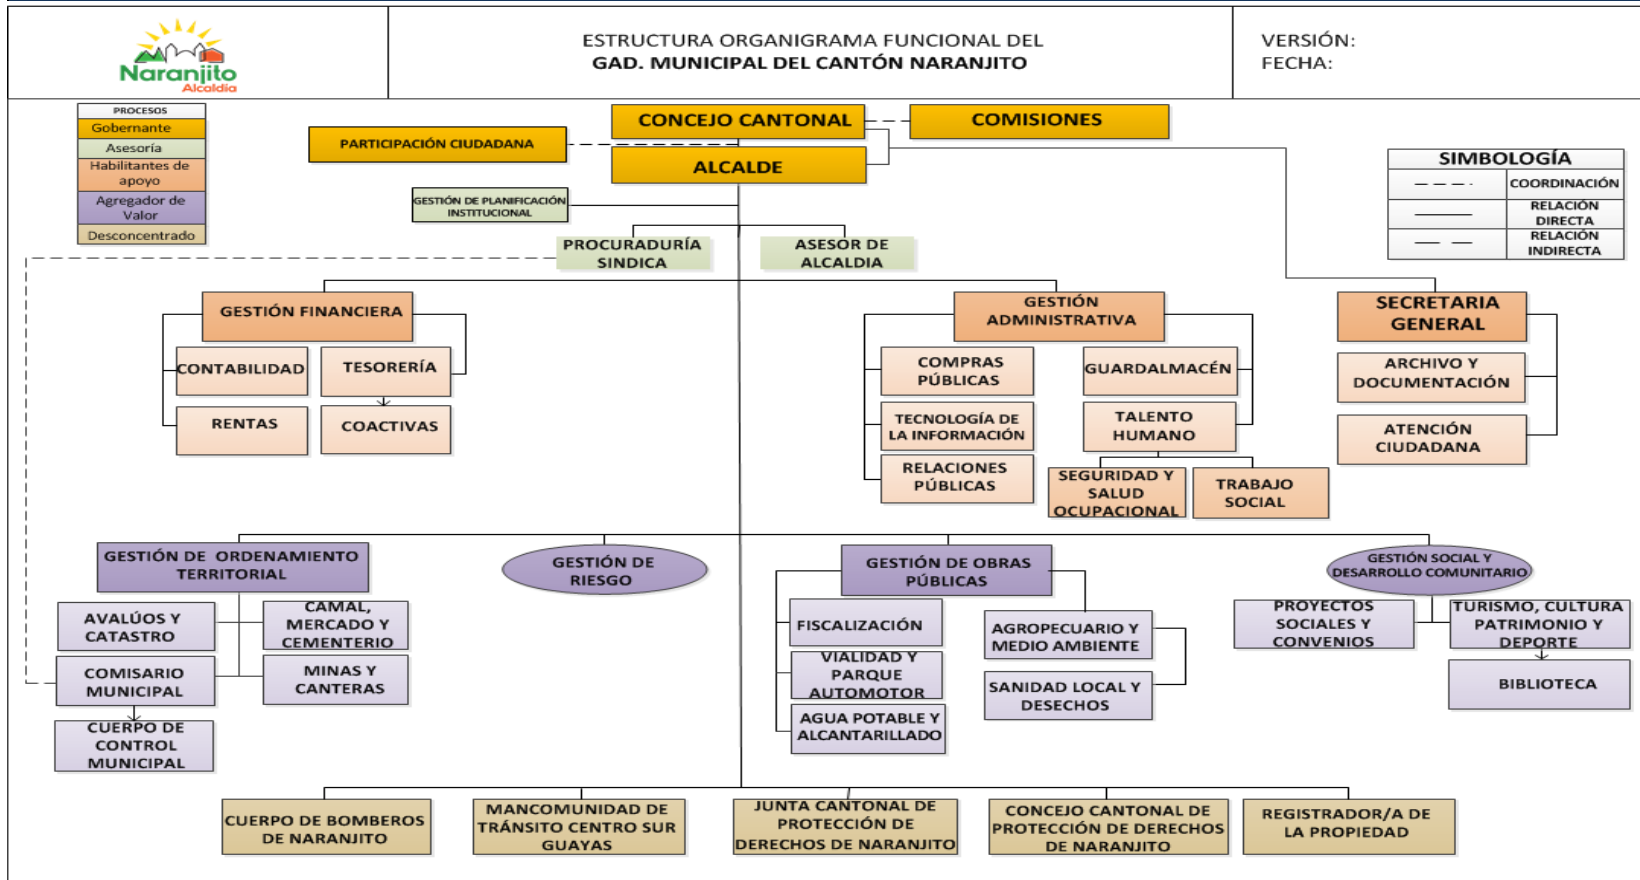 Naranjito
Alcaldía
ESTRUCTURA ORGANIGRAMA FUNCIONAL DEL
GAD. MUNICIPAL DEL CANTÓN NARANJITO
VERSIÓN:
FECHA:
PROCESOS
Gobernante
Asesoría
Habilitantes de
apoyo
Agregador de
Valor
Desconcentrado
CONCEJO CANTONAL
COMISIONES
PARTICIPACIÓN CIUDADANA
ALCALDE
SIMBOLOGÍA
COORDINACIÓN
RELACIÓN
DIRECTA
RELACIÓN
INDIRECTA
GESTIÓN DE PLANIFICACIÓN
INSTITUCIONAL
PROCURADURÍA
SINDICA
ASESOR DE
ALCALDIA
GESTIÓN FINANCIERA
CONTABILIDAD
TESORERÍA
RENTAS
COACTIVAS
GESTIÓN
ADMINISTRATIVA
COMPRAS
PÚBLICAS
GUARDALMACÉN
TECNOLOGÍA DE
LA INFORMACIÓN
TALENTO
HUMANO
RELACIONES
PÚBLICAS
SEGURIDAD Y
SALUD
OCUPACIONAL
TRABAJO
SOCIAL
SECRETARIA
GENERAL
ARCHIVO Y
DOCUMENTACIÓN
ATENCIÓN
CIUDADANA
GESTIÓN DE ORDENAMIENTO
TERRITORIAL
AVALÚOS Y
CATASTRO
CAMAL,
MERCADO Y
CEMENTERIO
COMISARIO
MUNICIPAL
MINAS Y
CANTERAS
CUERPO DE
CONTROL
MUNICIPAL
GESTIÓN DE
RIESGO
GESTIÓN DE OBRAS
PÚBLICAS
FISCALIZACIÓN
AGROPECUARIO Y
MEDIO AMBIENTE
VIALIDAD Y
PARQUE
AUTOMOTOR
SANIDAD LOCAL Y
DESECHOS
AGUA POTABLE Y
ALCANTARILLADO
GESTIÓN SOCIAL Y
DESARROLLO COMUNITARIO
PROYECTOS
SOCIALES Y
CONVENIOS
TURISMO, CULTURA
PATRIMONIO Y
DEPORTE
BIBLIOTECA
CUERPO DE BOMBEROS
DE NARANJITO
MANCOMUNIDAD DE
TRÁNSITO CENTRO SUR
GUAYAS
JUNTA CANTONAL DE
PROTECCIÓN DE
DERECHOS DE NARANJITO
CONCEJO CANTONAL DE
PROTECCIÓN DE DERECHOS
DE NARANJITO
REGISTRADOR/A DE
LA PROPIEDAD